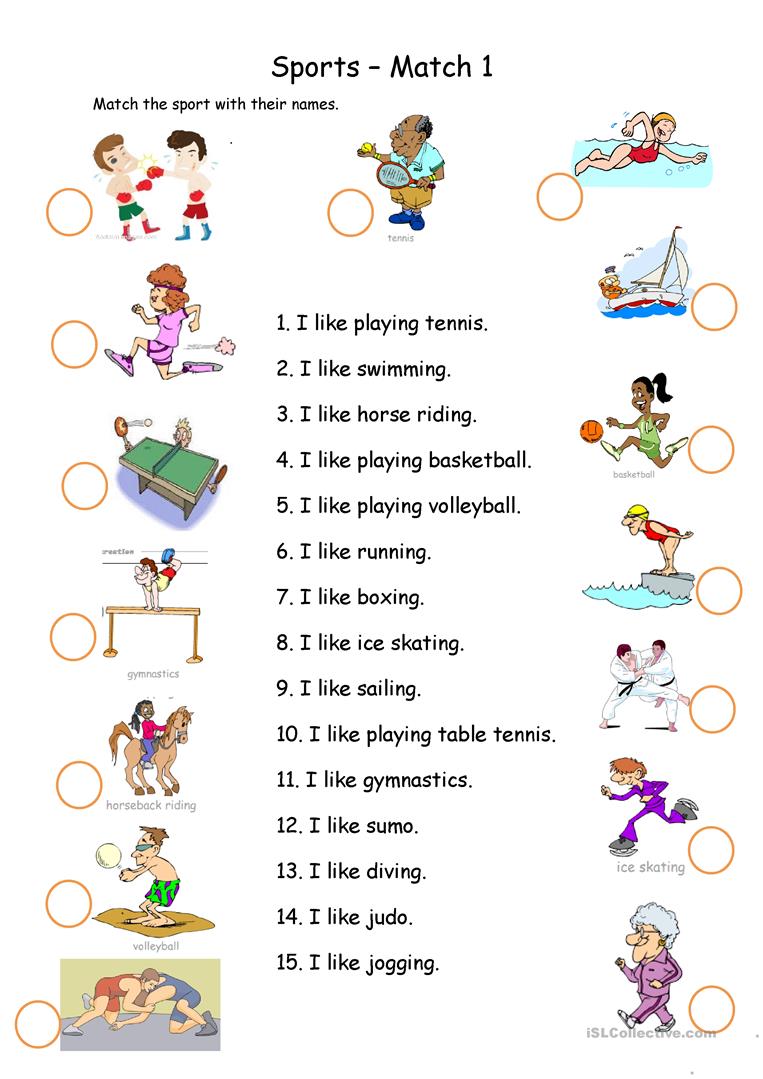 Sports – Match 1
Match the sport with their names.
tennis
1. I like playing tennis.
2. I like swimming.
3. I like horse riding.
4. I like playing basketball.
basketball
5. I like playing volleyball.
6. I like running.
7. I like boxing.
8. I like ice skating.
gymnastics
9. I like sailing.
10. I like playing table tennis.
11. I like gymnastics.
horseback riding
12. I like sumo.
13. I like diving.
ice skating
14. I like judo.
volleyball
15. I like jogging.
iSLCollective.com